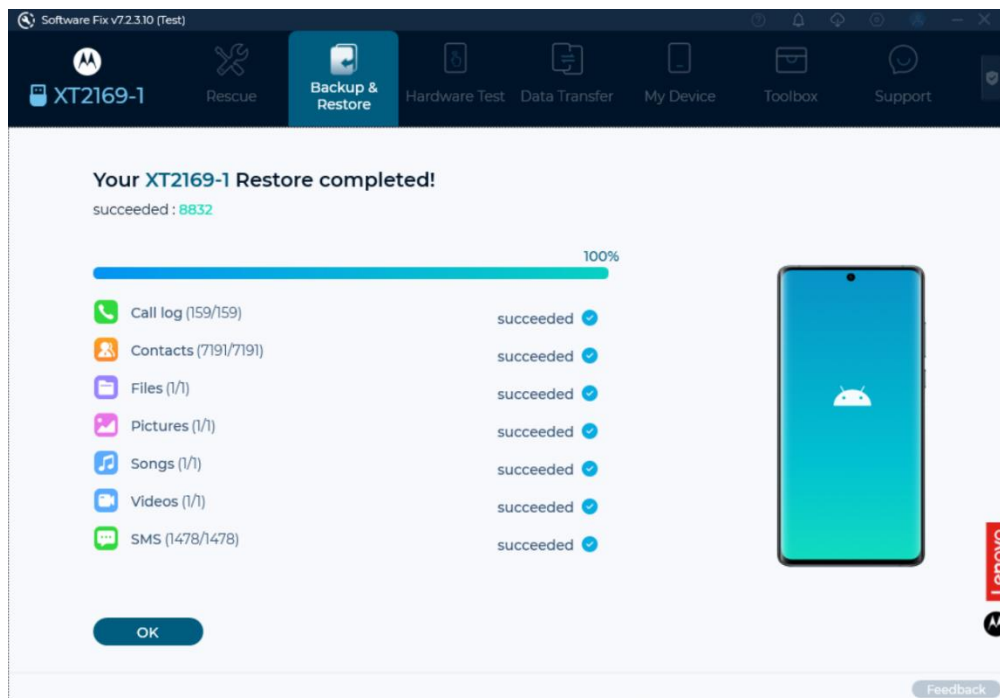 Software Fix v7.2.3.10 (Test)
XT2169-1
Rescue
Backup &
Restore
Hardware Test
Data Transfer
My Device
Toolbox
Support
Your XT2169-1 Restore completed!
succeeded : 8832
100%
Call log (159/159) succeeded
Contacts (7191/7191) succeeded
Files (1/1) succeeded
Pictures (1/1) succeeded
Songs (1/1) succeeded
Videos (1/1) succeeded
SMS (1478/1478) succeeded
Lenovo
OK
Feedback